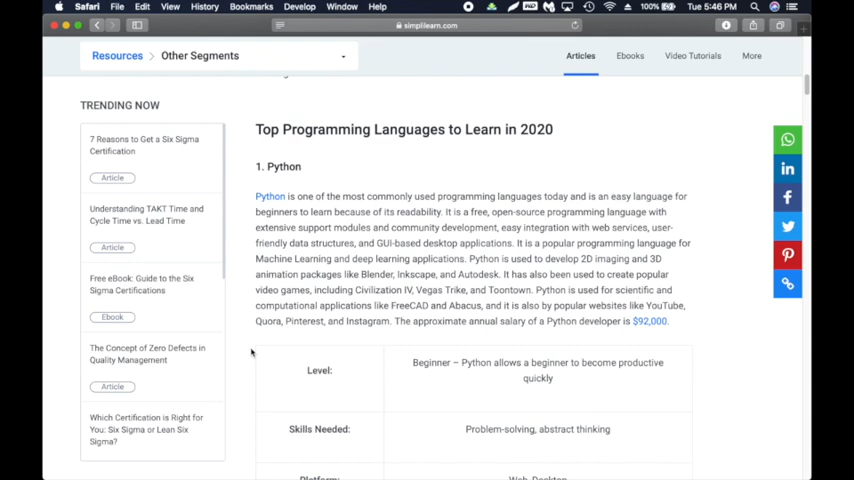 Safari File Edit View History Bookmarks Develop Window Help
100% Tue 5:46 PM
simplilearn.com
Resources > Other Segments
Articles Ebooks Video Tutorials More
TRENDING NOW
7 Reasons to Get a Six Sigma
Certification
Article
Understanding TAKT Time and
Cycle Time vs. Lead Time
Article
Free eBook: Guide to the Six
Sigma Certifications
Ebook
The Concept of Zero Defects in
Quality Management
Article
Which Certification is Right for
You: Six Sigma or Lean Six
Sigma?
Top Programming Languages to Learn in 2020
1. Python
Python is one of the most commonly used programming languages today and is an easy language for
beginners to learn because of its readability. It is a free, open-source programming language with
extensive support modules and community development, easy integration with web services, user-
friendly data structures, and GUI-based desktop applications. It is a popular programming language for
Machine Learning and deep learning applications. Python is used to develop 2D imaging and 3D
animation packages like Blender, Inkscape, and Autodesk. It has also been used to create popular
video games, including Civilization IV, Vegas Trike, and Toontown. Python is used for scientific and
computational applications like FreeCAD and Abacus, and it is also by popular websites like YouTube,
Quora, Pinterest, and Instagram. The approximate annual salary of a Python developer is $92,000.
Level:
Beginner – Python allows a beginner to become productive
quickly
Skills Needed:
Problem-solving, abstract thinking
Platform:
Web, Desktop